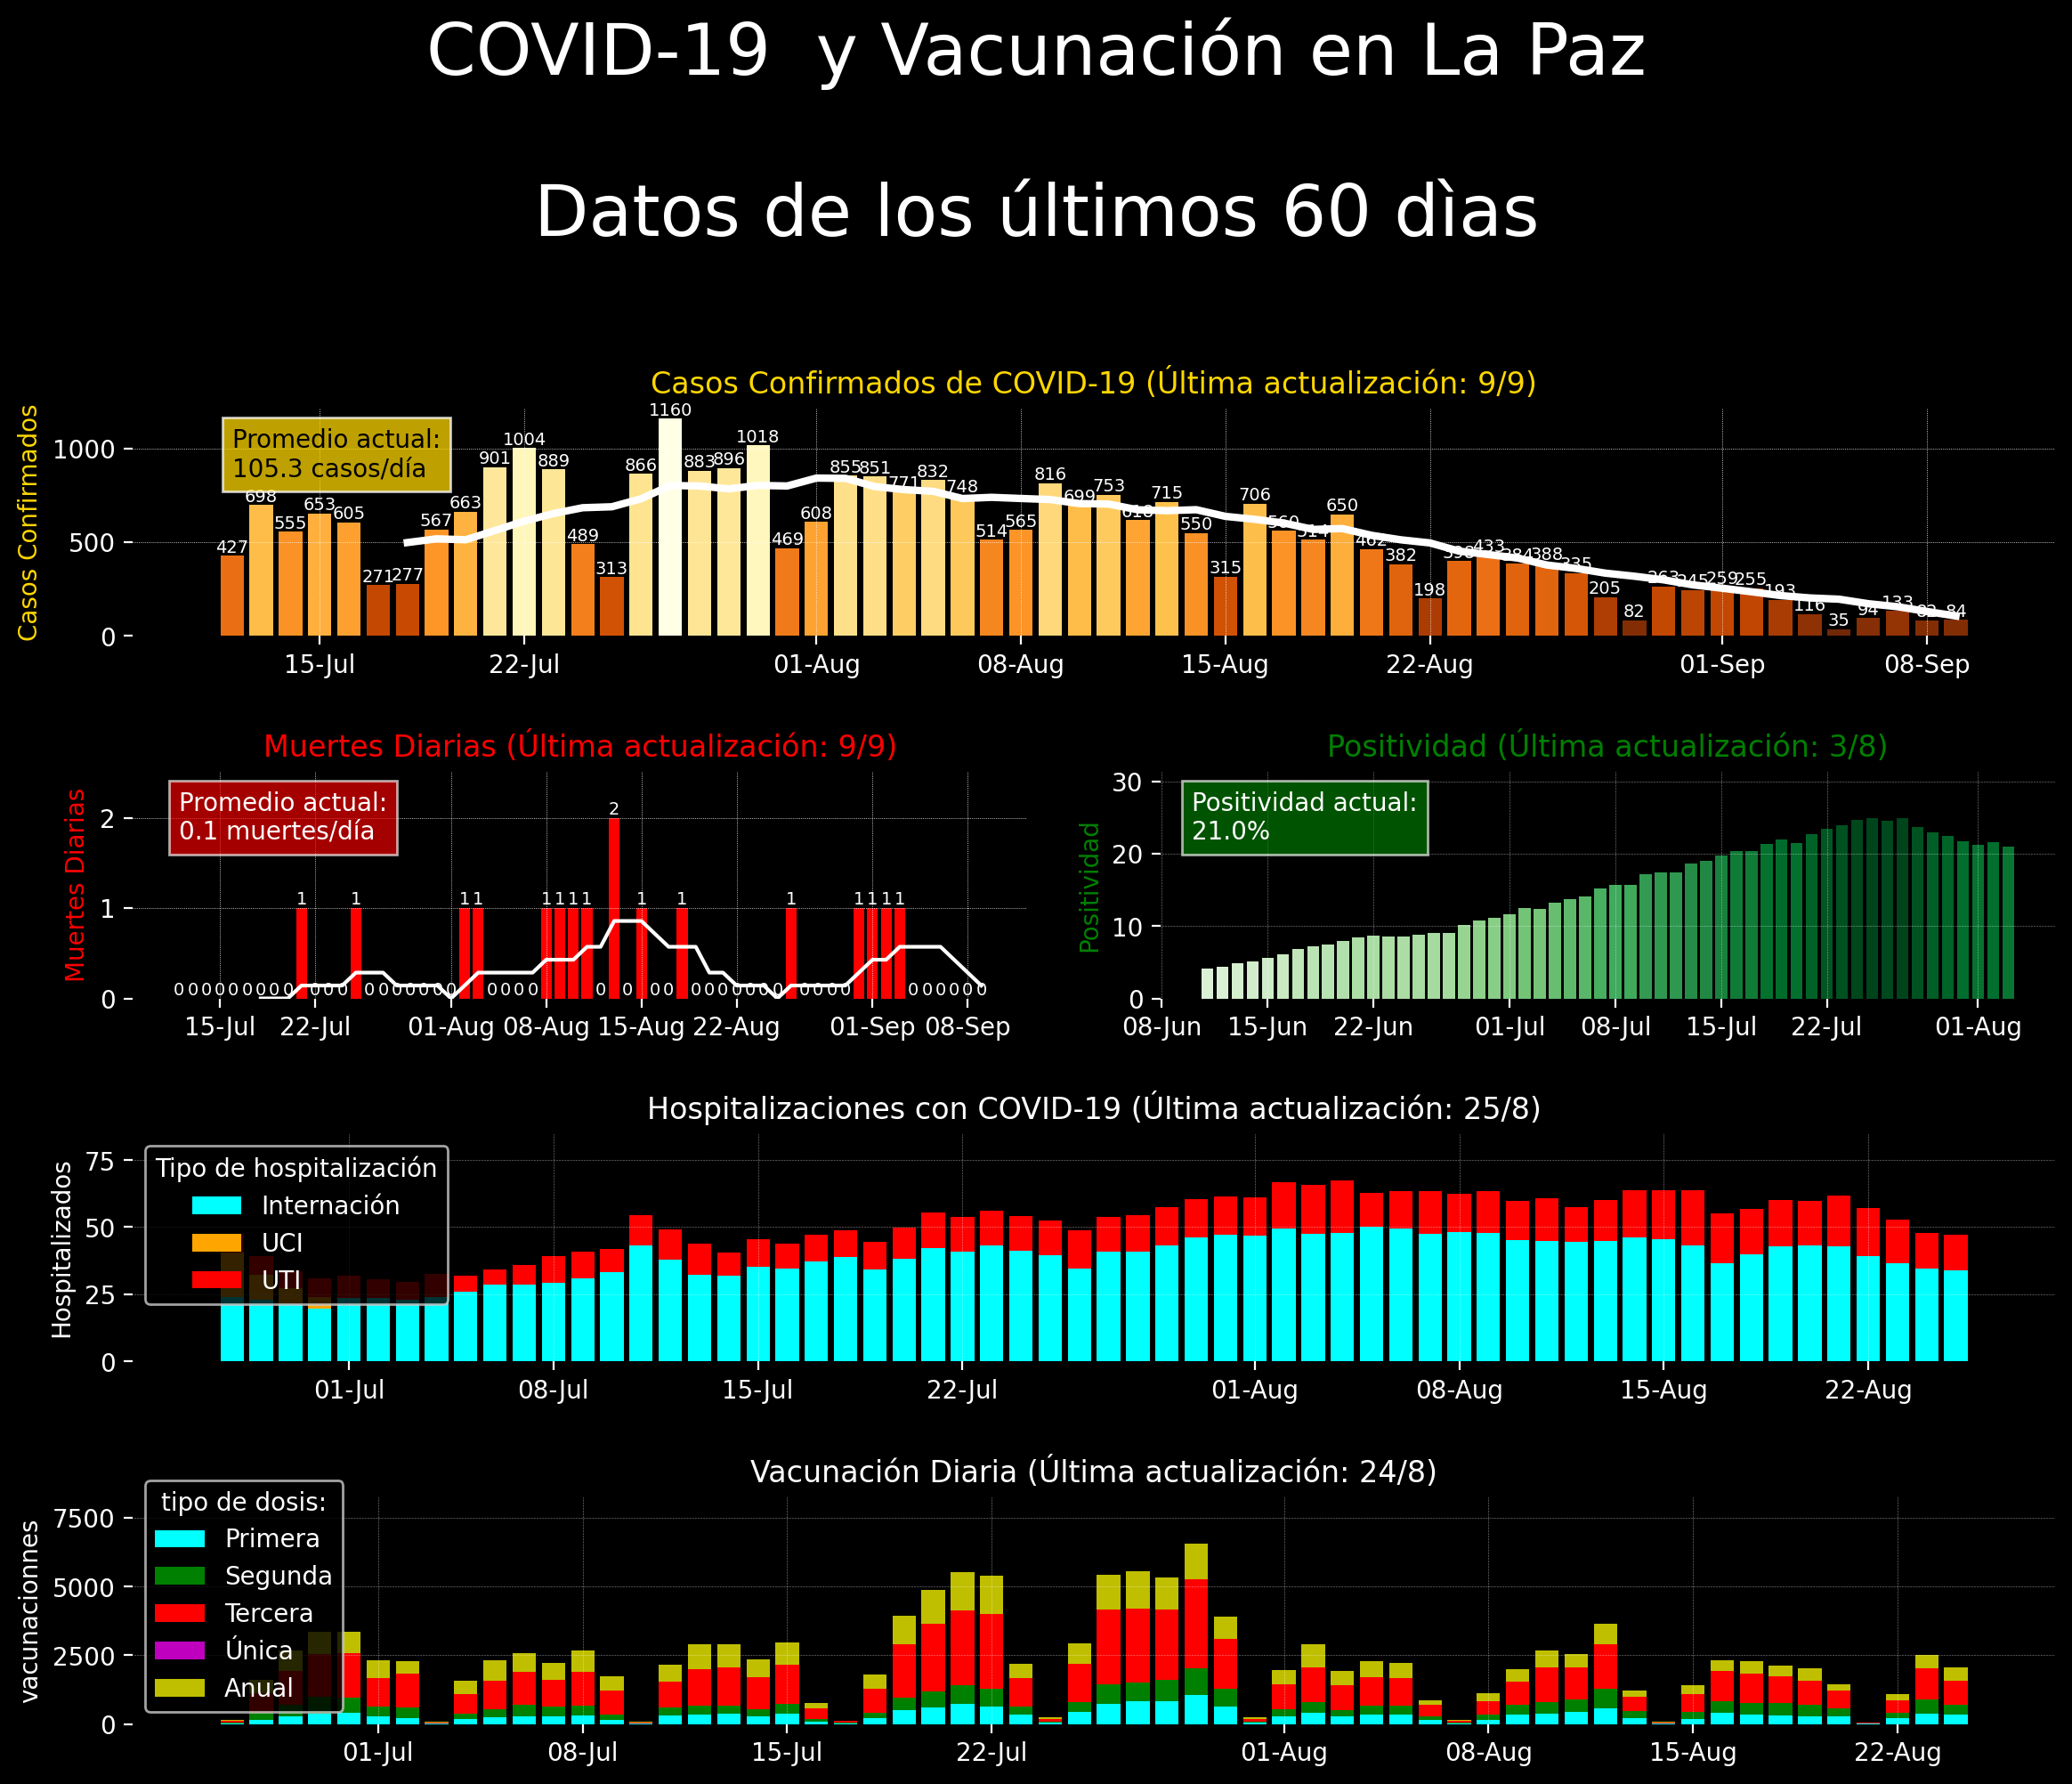 COVID-19  y Vacunación en La Paz
Datos de los últimos 60 dìas
Casos Confirmados de COVID-19 (Última actualización: 9/9)
Casos Confirmados
Promedio actual:
105.3 casos/día
1000
500
0
427 698 555 653 605 271 277 567 663 901 1004 889 489 313 866 1160 883 896 1018 469 608 855 851 771 832 748 514 565 816 699 753 618 715 550 315 706 560 514 650 462 382 198 398 433 384 388 335 205 82 263 245 259 255 193 116 35 94 133 82 84
15-Jul 22-Jul 01-Aug 08-Aug 15-Aug 22-Aug 01-Sep 08-Sep
Muertes Diarias (Última actualización: 9/9)
Muertes Diarias
Promedio actual:
0.1 muertes/día
2
1
0
0 0 0 0 0 0 0 0 0 1 0 0 0 1 0 0 0 0 0 0 0 1 1 0 0 0 0 1 1 1 1 0 2 0 1 0 0 1 0 0 0 0 0 0 0 1 0 0 0 0 1 1 1 1 0 0 0 0 0 0
15-Jul 22-Jul 01-Aug 08-Aug 15-Aug 22-Aug 01-Sep 08-Sep
Positividad (Última actualización: 3/8)
Positividad
Positividad actual:
21.0%
30
20
10
0
08-Jun 15-Jun 22-Jun 01-Jul 08-Jul 15-Jul 22-Jul 01-Aug
Hospitalizaciones con COVID-19 (Última actualización: 25/8)
Hospitalizados
Tipo de hospitalización
Internación
UCI
UTI
75
50
25
0
01-Jul 08-Jul 15-Jul 22-Jul 01-Aug 08-Aug 15-Aug 22-Aug
Vacunación Diaria (Última actualización: 24/8)
vacunacionnes
tipo de dosis:
Primera
Segunda
Tercera
Única
Anual
7500
5000
2500
0
01-Jul 08-Jul 15-Jul 22-Jul 01-Aug 08-Aug 15-Aug 22-Aug